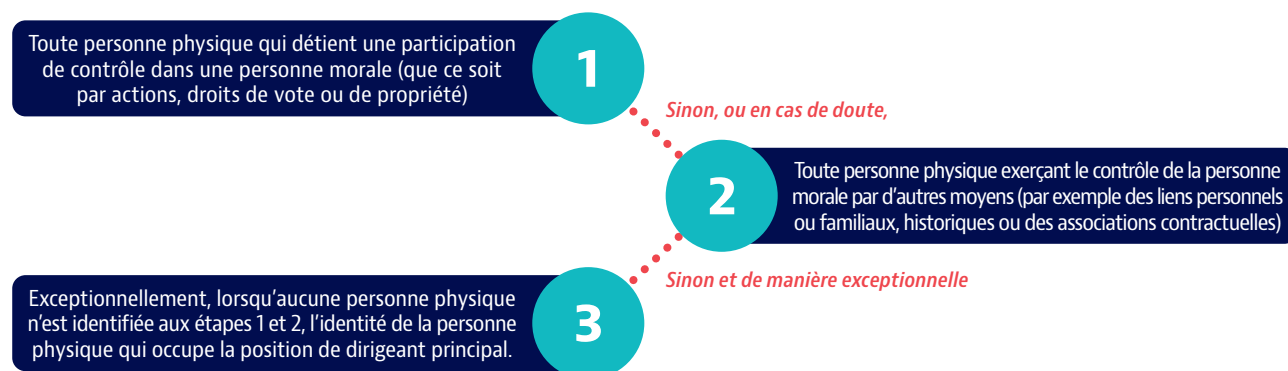 Toute personne physique qui détient une participation
de contrôle dans une personne morale (que ce soit
par actions, droits de vote ou de propriété)
1
Sinon, ou en cas de doute,
2
Toute personne physique exerçant le contrôle de la personne
morale par d'autres moyens (par exemple des liens personnels
ou familiaux, historiques ou des associations contractuelles)
Sinon et de manière exceptionnelle
Exceptionnellement, lorsqu'aucune personne physique
n'est identifiée aux étapes 1 et 2, l'identité de la personne
physique qui occupe la position de dirigeant principal.
3